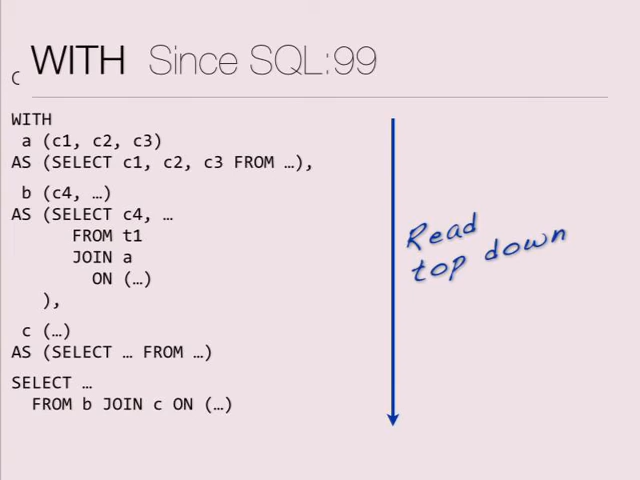 WITH Since SQL:99
C
WITH
a (c1, c2, c3)
AS (SELECT c1, c2, c3 FROM …),
b (c4, …)
AS (SELECT c4, …
FROM t1
JOIN a
ON (…)
),
c (…)
AS (SELECT … FROM …)
SELECT …
FROM b JOIN c ON (…)
Read
top down